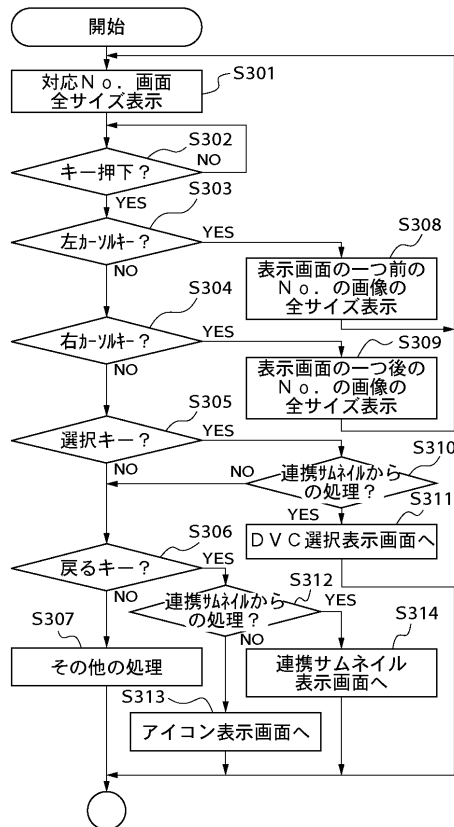 開始
対応Ｎｏ．画面
全サイズ表示
S301
キー押下？
S302
NO
YES
左ｶｰｿﾙキー？
S303
YES
NO
表示画面の一つ前の
Ｎｏ．の画像の
全サイズ表示
S308
右ｶｰｿﾙキー？
S304
YES
NO
表示画面の一つ後の
Ｎｏ．の画像の
全サイズ表示
S309
選択キー？
S305
YES
NO
連携ｻﾑﾈｲﾙから
の処理？
S310
NO
YES
ＤＶＣ選択表示画面へ
S311
戻るキー？
S306
YES
NO
連携ｻﾑﾈｲﾙから
の処理？
S312
YES
NO
その他の処理
S307
連携サムネイル
表示画面へ
S314
アイコン表示画面へ
S313